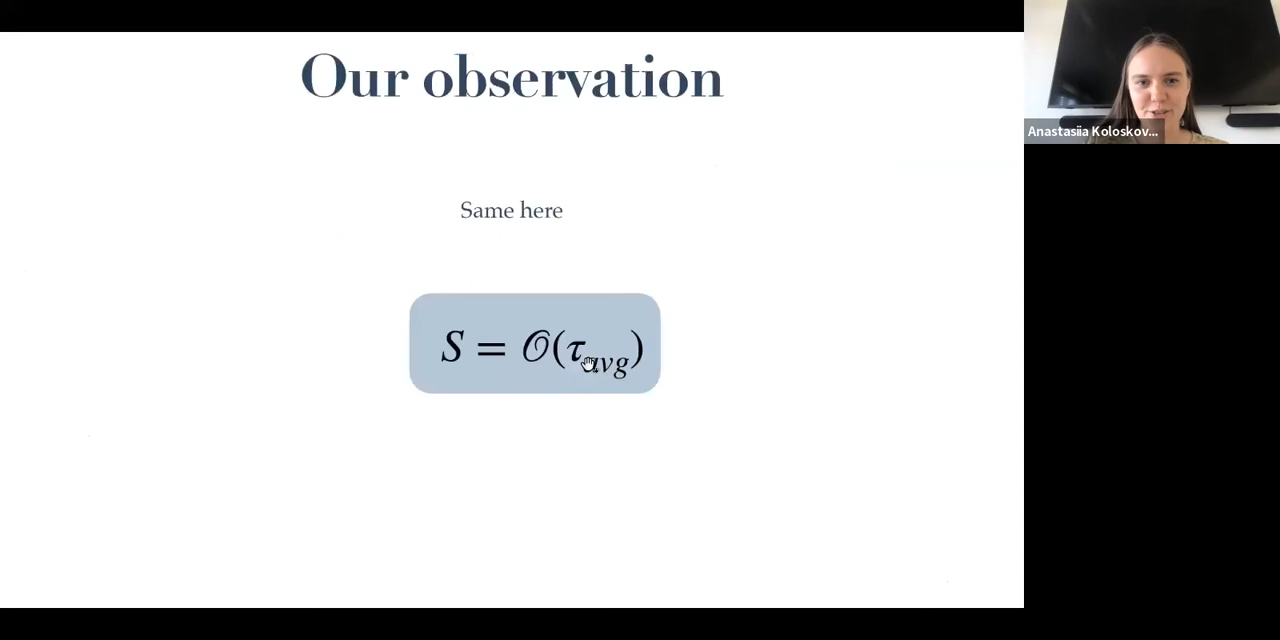 Our observation
Same here
S = 𝒪(τavg)
Anastasiia Koloskov...